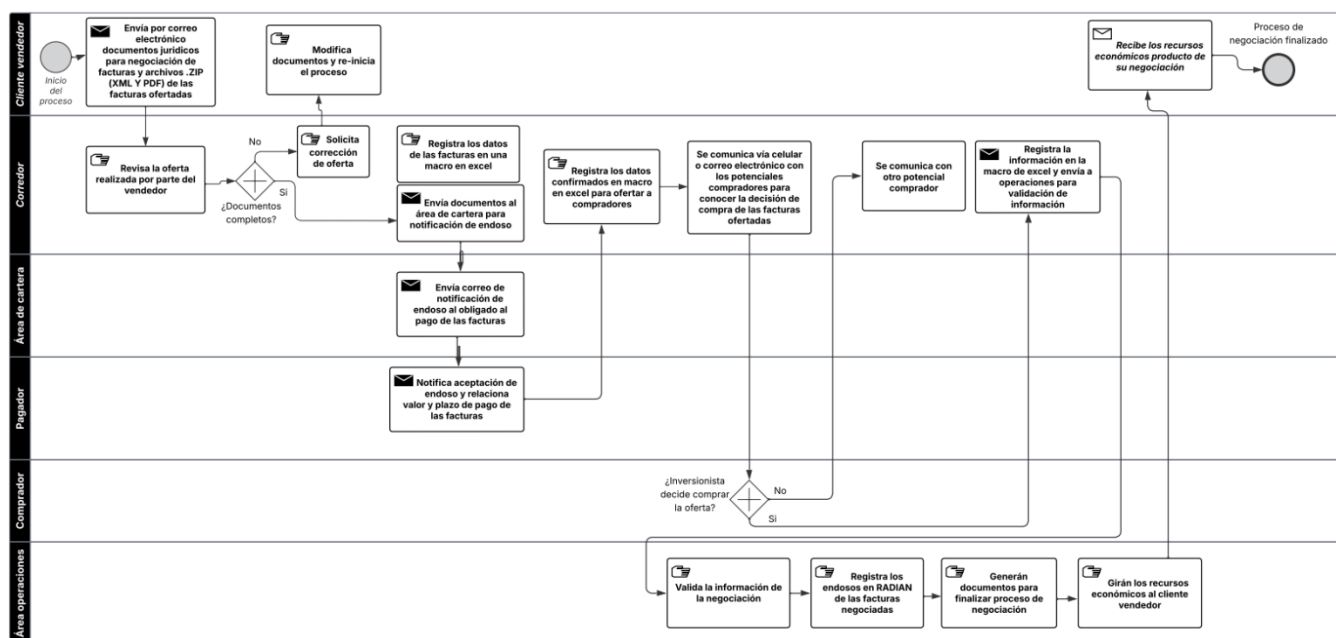 Cliente vendedor
Inicio
del
proceso
Envía por correo
electrónico
documentos jurídicos
para negociación de
facturas y archivos .ZIP
(XML Y PDF) de las
facturas ofertadas
Modifica
documentos y re-inicia
el proceso
Recibe los recursos
económicos producto de
su negociación
Proceso de
negociación finalizado
Corredor
Revisa la oferta
realizada por parte del
vendedor
¿Documentos
completos?
No
Si
Solicita
corrección
de oferta
Registra los datos
de las facturas en una
macro en excel
Envía documentos al
área de cartera para
notificación de endoso
Registra los datos
confirmados en macro
en excel para ofertar a
compradores
Se comunica vía celular
o correo electrónico con
los potenciales
compradores para
conocer la decisión de
compra de las facturas
ofertadas
Se comunica con
otro potencial
comprador
Registra la
información en la
macro de excel y envía a
operaciones para
validación de
información
Área de cartera
Envía correo de
notificación de
endoso al obligado al
pago de las facturas
Pagador
Notifica aceptación de
endoso y relaciona
valor y plazo de pago de
las facturas
Comprador
¿Inversionista
decide comprar
la oferta?
No
Si
Área operaciones
Valida la información de
la negociación
Registra los
endosos en RADIAN
de las facturas
negociadas
Generán
documentos para
finalizar proceso de
negociación
Girán los recursos
económicos al cliente
vendedor